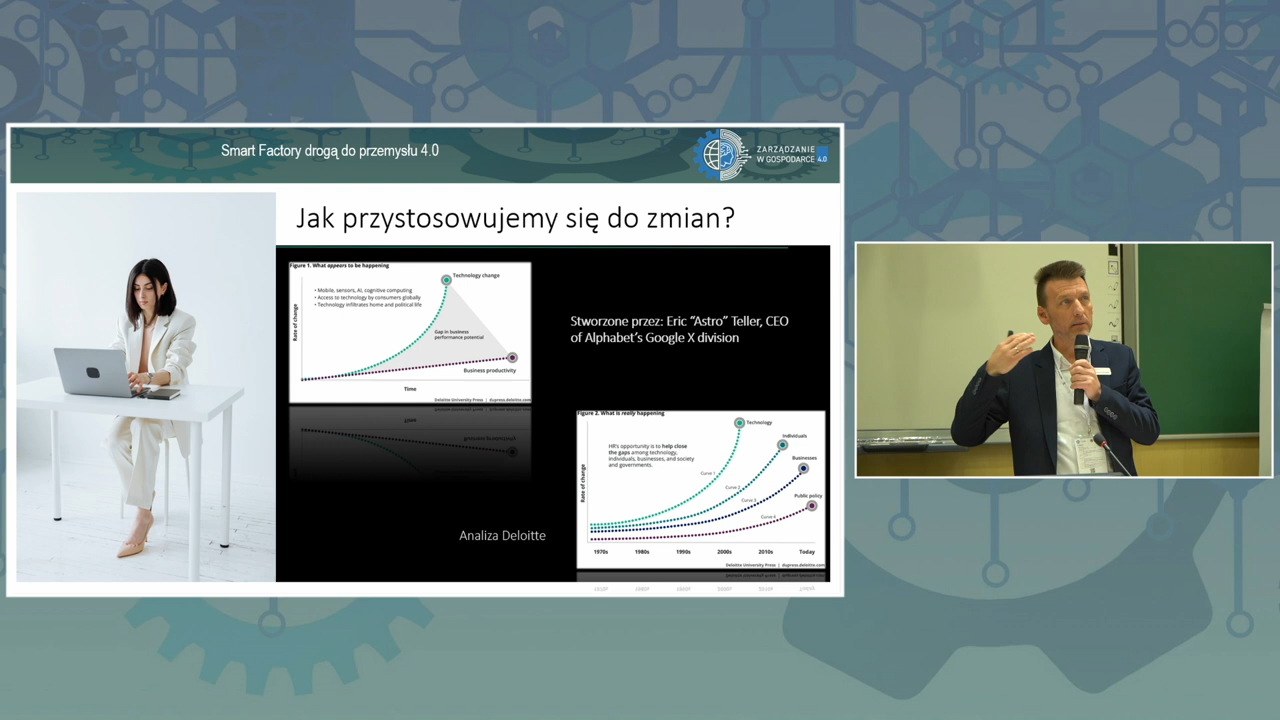 Smart Factory drogą do przemysłu 4.0
ZARZĄDZANIE
W GOSPODARCE 4.0
Jak przystosowujemy się do zmian?
Figure 1. What appears to be happening
Technology change
• Mobile, sensors, AI, cognitive computing
• Access to technology by consumers globally
• Technology infiltrates home and political life
Rate of change
Gap in business
performance potential
Business productivity
Time
Deloitte University Press | dupress.deloitte.com
Stworzone przez: Eric “Astro” Teller, CEO
of Alphabet’s Google X division
Figure 2. What is really happening
Technology
Individuals
HR’s opportunity is to help close
the gaps among technology,
individuals, businesses, and society
and governments.
Businesses
Rate of change
Curve 1
Curve 2
Curve 3
Public policy
Curve 4
1970s 1980s 1990s 2000s 2010s Today
Deloitte University Press | dupress.deloitte.com
Analiza Deloitte